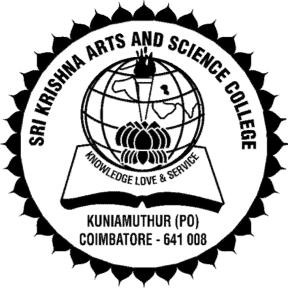 SRI KRISHNA ARTS AND SCIENCE COLLEGE
KNOWLEDGE LOVE & SERVICE
KUNIAMUTHUR (PO)
COIMBATORE - 641 008